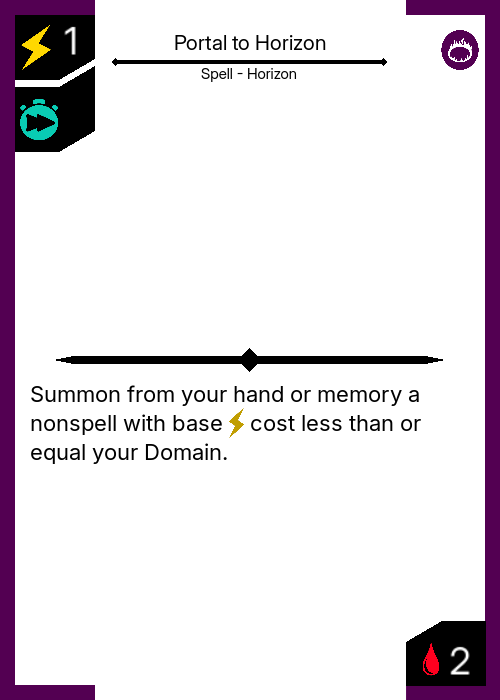 1
Portal to Horizon
Spell - Horizon
Summon from your hand or memory a
nonspell with base cost less than or
equal your Domain.
2